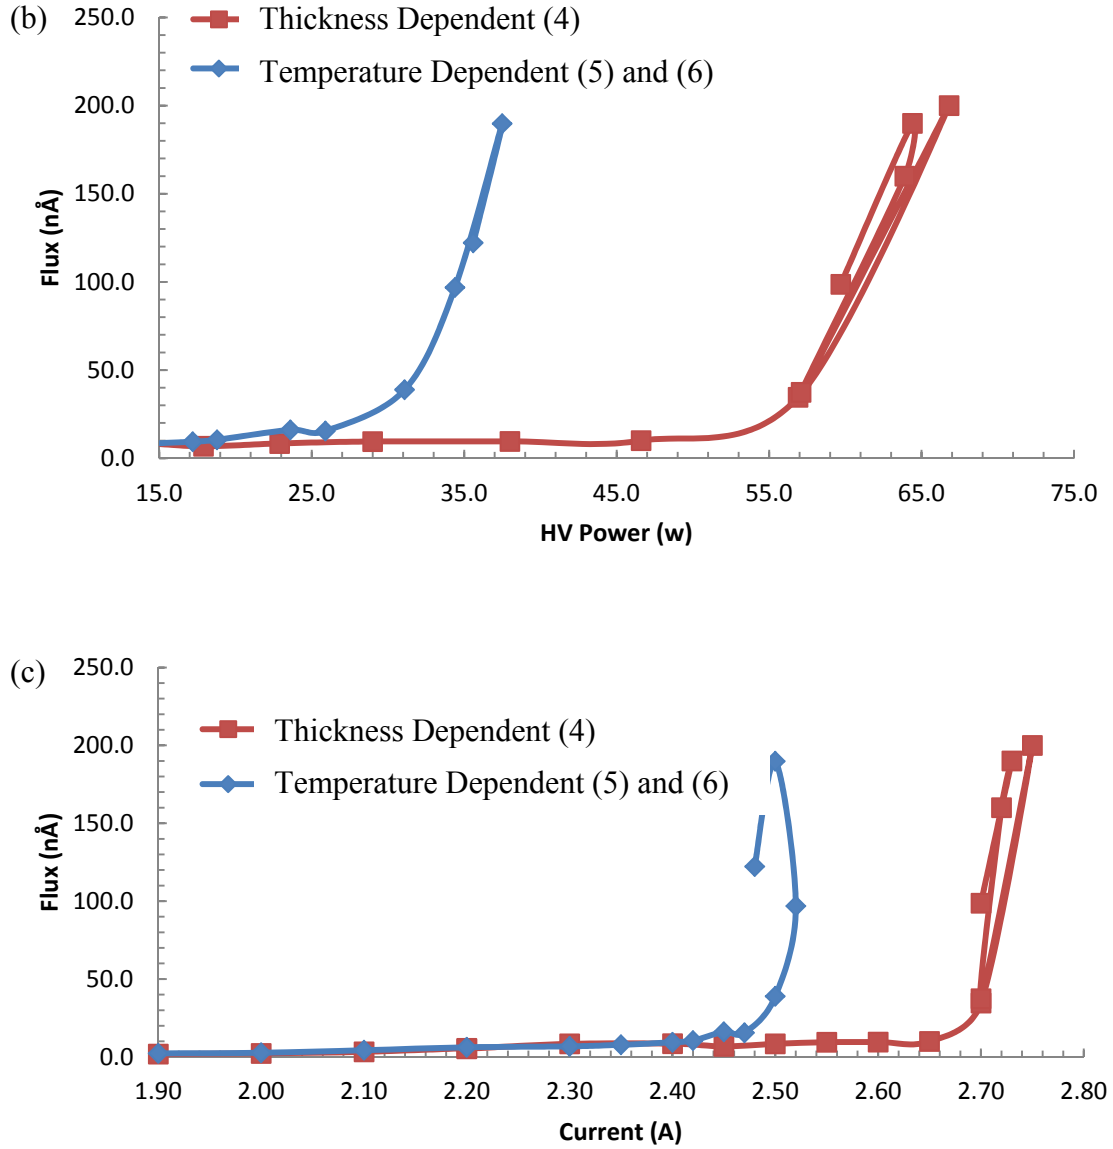 (b)
250.0
200.0
150.0
100.0
50.0
0.0
Flux (nÅ)
Thickness Dependent (4)
Temperature Dependent (5) and (6)
15.0 25.0 35.0 45.0 55.0 65.0 75.0
HV Power (w)
(c)
250.0
200.0
150.0
100.0
50.0
0.0
Flux (nÅ)
Thickness Dependent (4)
Temperature Dependent (5) and (6)
1.90 2.00 2.10 2.20 2.30 2.40 2.50 2.60 2.70 2.80
Current (A)